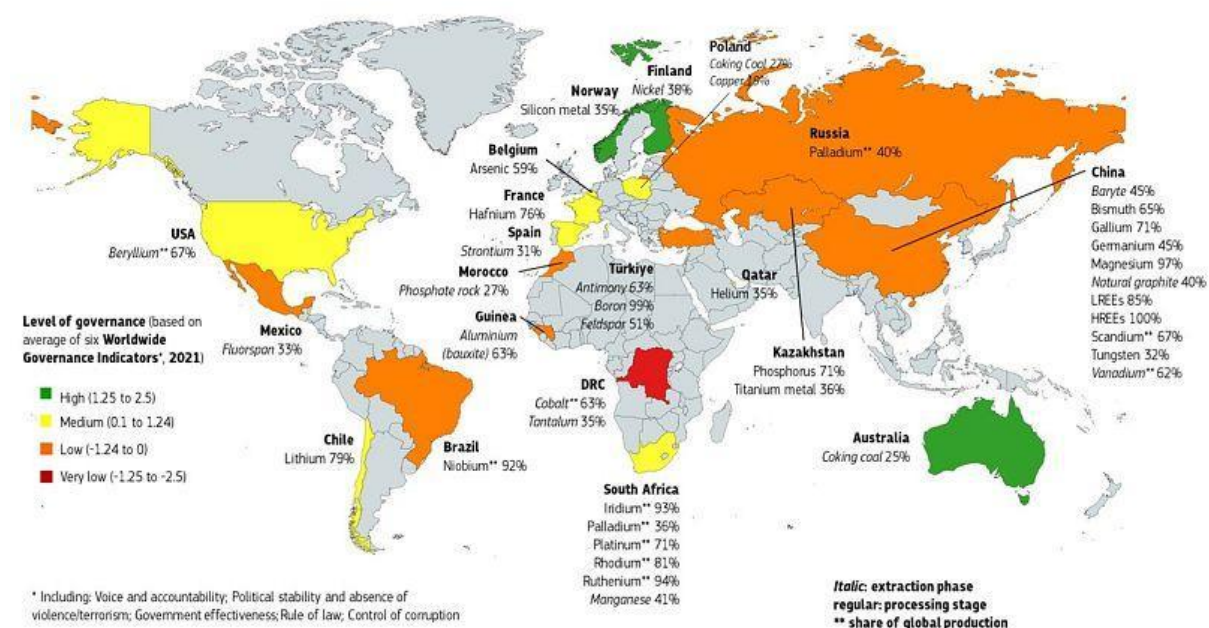 Poland
Coking Cool 27%
Copper 19%
Finland
Nickel 38%
Norway
Silicon metal 35%
Russia
Palladium** 40%
Belgium
Arsenic 59%
France
Hafnium 76%
Spain
Strontium 31%
China
Baryte 45%
Bismuth 65%
Gallium 71%
Germanium 45%
Magnesium 97%
Natural graphite 40%
LREEs 85%
HREEs 100%
Scandium** 67%
Tungsten 32%
Vanadium** 62%
USA
Beryllium** 67%
Morocco
Phosphate rock 27%
Türkiye
Antimony 63%
Boron 99%
Feldspar 51%
Qatar
Helium 35%
Guinea
Aluminium
(bauxite) 63%
Mexico
Fluorspan 33%
Kazakhstan
Phosphorus 71%
Titanium metal 36%
DRC
Cobalt** 63%
Tantalum 35%
Level of governance (based on
average of six Worldwide
Governance Indicators*, 2021)
High (1.25 to 2.5)
Medium (0.1 to 1.24)
Low (-1.24 to 0)
Very low (-1.25 to -2.5)
Chile
Lithium 79%
Brazil
Niobium** 92%
Australia
Coking coal 25%
South Africa
Iridium** 93%
Palladium** 36%
Platinum** 71%
Rhodium** 81%
Ruthenium** 94%
Manganese 41%
* Including: Voice and accountability; Political stability and absence of
violence/terrorism; Government effectiveness; Rule of law; Control of corruption
Italic: extraction phase
regular: processing stage
** share of global production